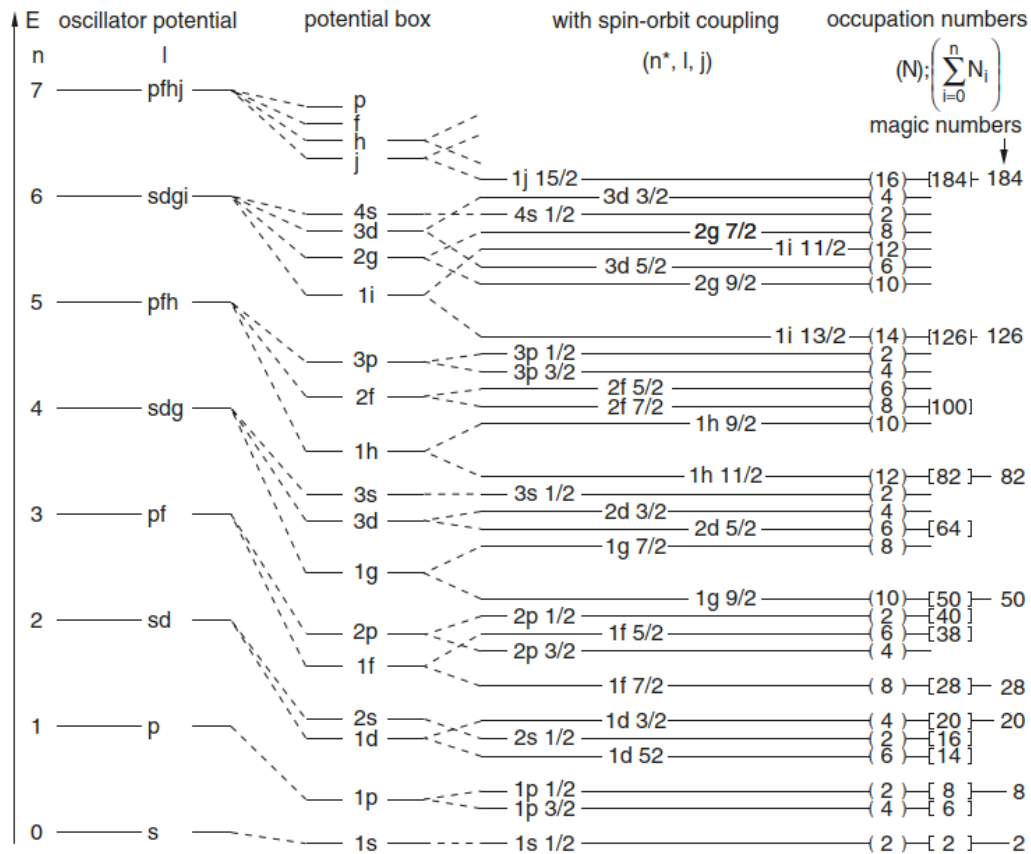 E oscillator potential potential box with spin-orbit coupling occupation numbers
n l (n*, l, j) (N);(∑ n i=0 Nᵢ)
magic numbers
7 pfhj
p
f
h
j
1j 15/2 (16) [184] 184
6 sdgi 3d 3/2 (4)
4s 4s 1/2 (2)
3d 2g 7/2 (8)
1i 11/2 (12)
2g 3d 5/2 (6)
2g 9/2 (10)
1i
5 pfh
1i 13/2 (14) [126] 126
3p 3p 1/2 (2)
3p 3/2 (4)
2f 2f 5/2 (6)
4 sdg 2f 7/2 (8) [100]
1h 9/2 (10)
1h
1h 11/2 (12) [82] 82
3s 3s 1/2 (2)
3 pf 2d 3/2 (4)
3d 2d 5/2 (6) [64]
1g 7/2 (8)
1g
1g 9/2 (10) [50] 50
2 sd 2p 1/2 (2) [40]
2p 1f 5/2 (6) [38]
2p 3/2 (4)
1f
1f 7/2 (8) [28] 28
2s 1d 3/2 (4) [20] 20
1 p
1d 2s 1/2 (2) [16]
1d 52 (6) [14]
1p 1p 1/2 (2) [8] 8
1p 3/2 (4) [6]
0 s
1s 1s 1/2 (2) [2] 2